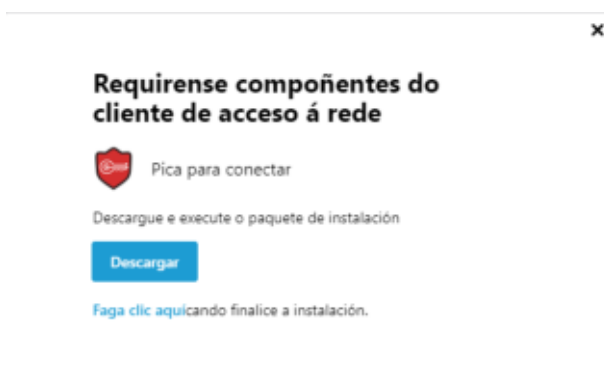 Requirense compoñentes do
cliente de acceso á rede
Pica para conectar
Descargue e execute o paquete de instalación
Descargar
Faga clic aquícando finalice a instalación.